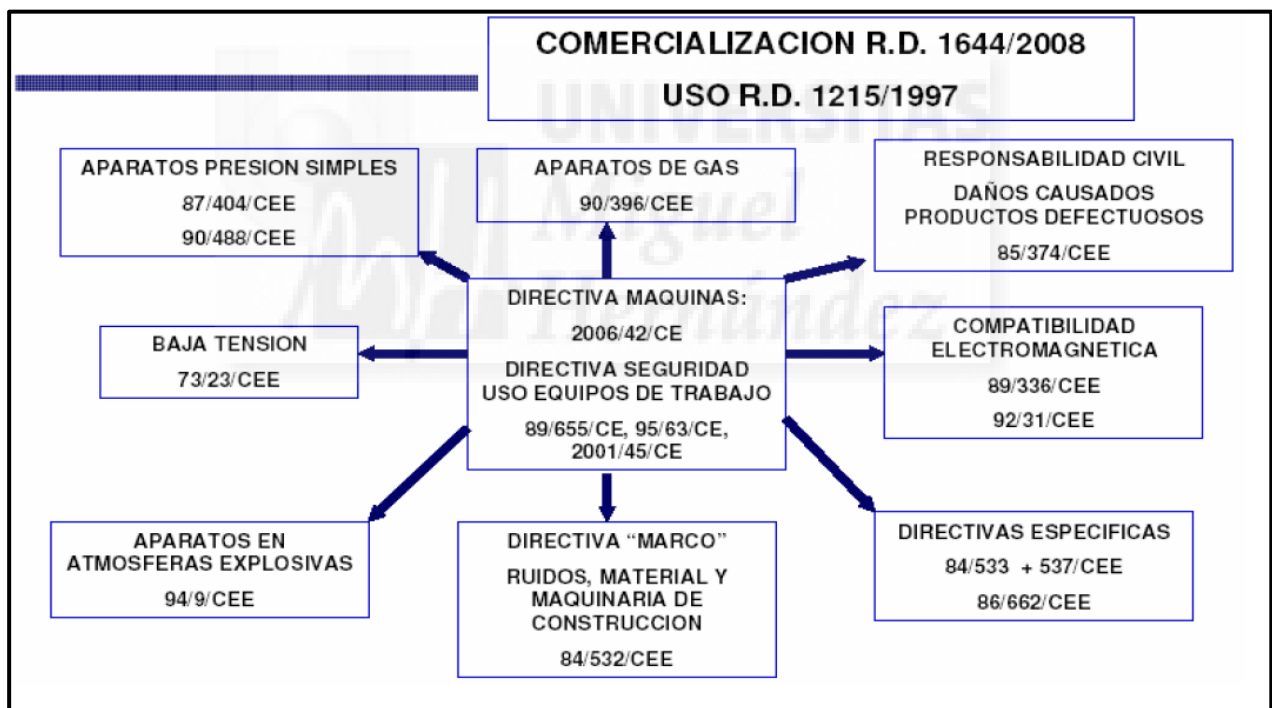 COMERCIALIZACION R.D. 1644/2008
USO R.D. 1215/1997
UNIVERSITAS
Miguel
Hernández
APARATOS PRESION SIMPLES
87/404/CEE
90/488/CEE
APARATOS DE GAS
90/396/CEE
RESPONSABILIDAD CIVIL
DAÑOS CAUSADOS
PRODUCTOS DEFECTUOSOS
85/374/CEE
BAJA TENSION
73/23/CEE
DIRECTIVA MAQUINAS:
2006/42/CE
DIRECTIVA SEGURIDAD
USO EQUIPOS DE TRABAJO
89/655/CE, 95/63/CE,
2001/45/CE
COMPATIBILIDAD
ELECTROMAGNETICA
89/336/CEE
92/31/CEE
APARATOS EN
ATMOSFERAS EXPLOSIVAS
94/9/CEE
DIRECTIVA “MARCO”
RUIDOS, MATERIAL Y
MAQUINARIA DE
CONSTRUCCION
84/532/CEE
DIRECTIVAS ESPECIFICAS
84/533 + 537/CEE
86/662/CEE